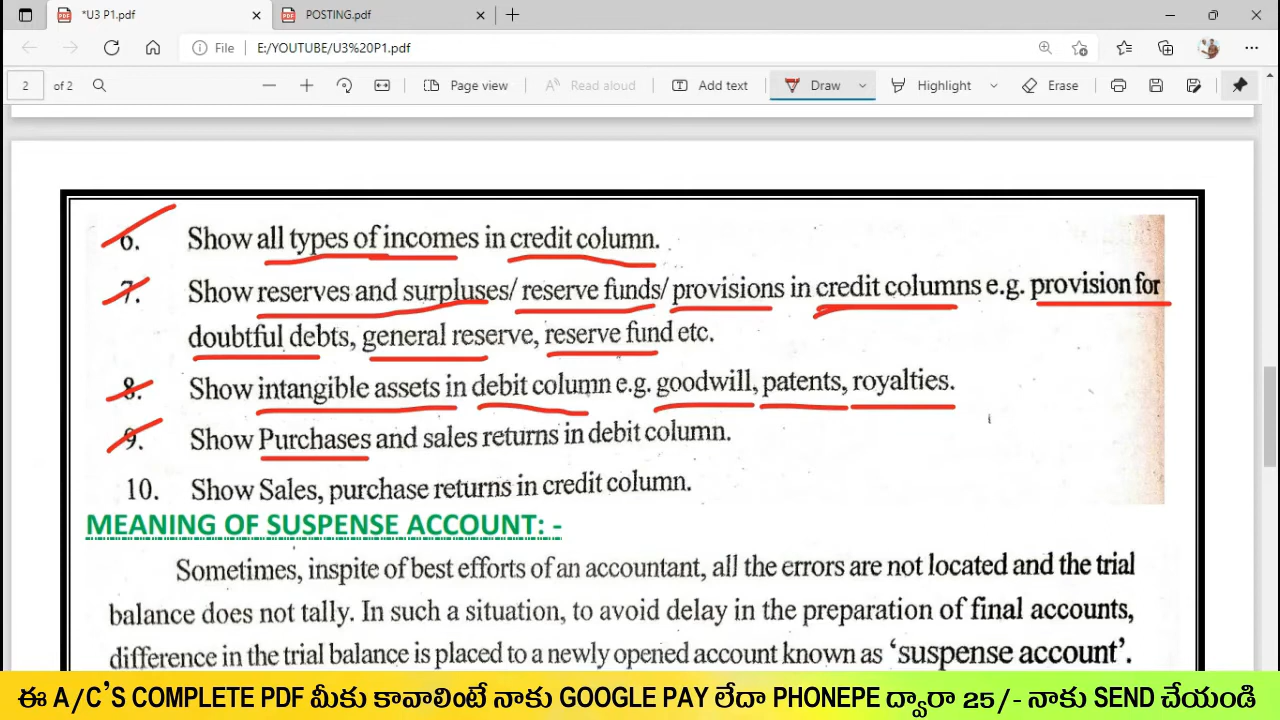 *U3 P1.pdf
POSTING.pdf
File
E:/YOUTUBE/U3%20P1.pdf
2
of 2
Page view
Read aloud
Add text
Draw
Highlight
Erase
6. Show all types of incomes in credit column.
7. Show reserves and surpluses/ reserve funds/ provisions in credit columns e.g. provision for
doubtful debts, general reserve, reserve fund etc.
8. Show intangible assets in debit column e.g. goodwill, patents, royalties.
9. Show Purchases and sales returns in debit column.
10. Show Sales, purchase returns in credit column.
MEANING OF SUSPENSE ACCOUNT: -
Sometimes, inspite of best efforts of an accountant, all the errors are not located and the trial
balance does not tally. In such a situation, to avoid delay in the preparation of final accounts,
difference in the trial balance is placed to a newly opened account known as ‘suspense account’.
ఈ A/C'S COMPLETE PDF మీకు కావాలింటే నాకు GOOGLE PAY లేదా PHONEPE ద్వారా 25/- నాకు SEND చేయండి